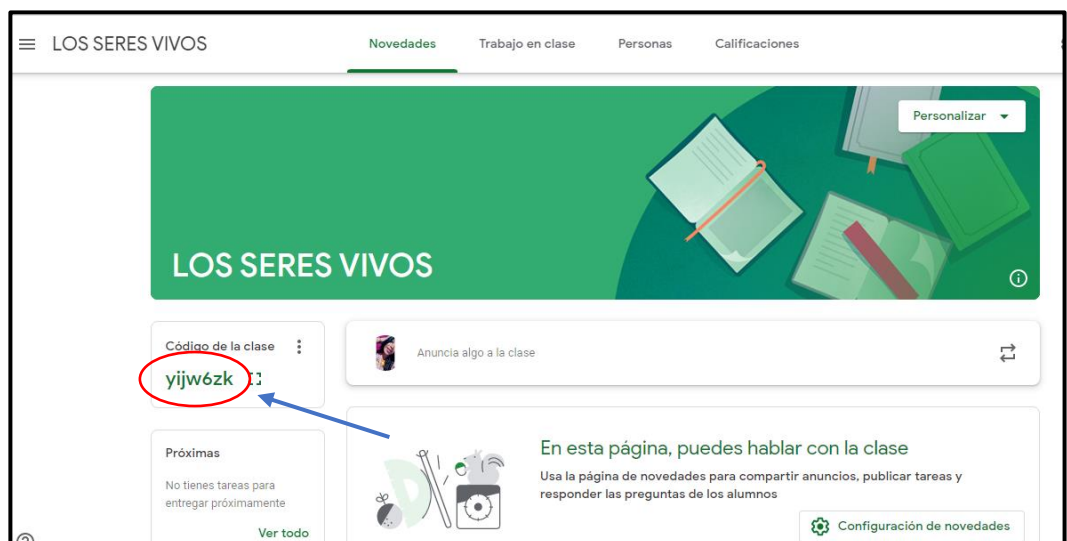 LOS SERES VIVOS
Novedades Trabajo en clase Personas Calificaciones
Personalizar
LOS SERES VIVOS
Código de la clase
yijw6zk
Anuncia algo a la clase
Próximas
No tienes tareas para
entregar próximamente
Ver todo
En esta página, puedes hablar con la clase
Usa la página de novedades para compartir anuncios, publicar tareas y
responder las preguntas de los alumnos
Configuración de novedades